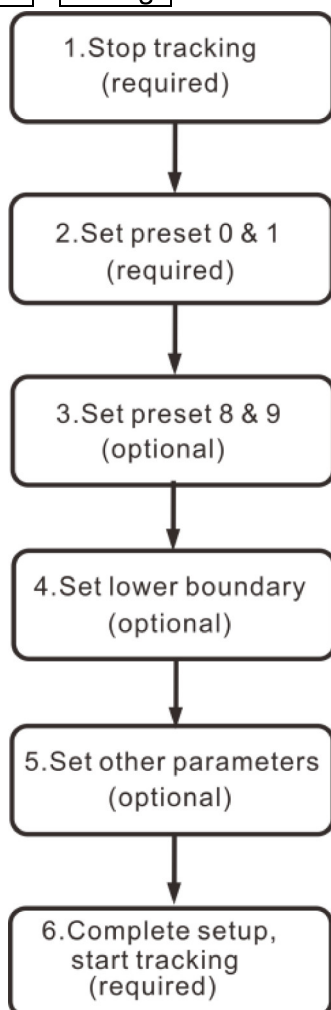 1.Stop tracking
(required)
2.Set preset 0 & 1
(required)
3.Set preset 8 & 9
(optional)
4.Set lower boundary
(optional)
5.Set other parameters
(optional)
6.Complete setup,
start tracking
(required)